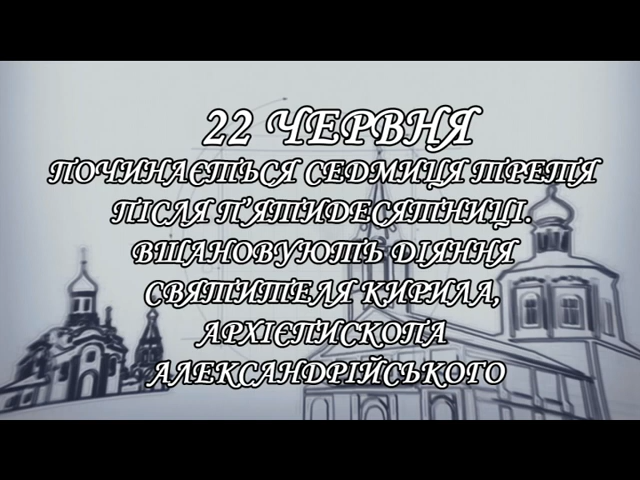 22 ЧЕРВНЯ
ПОЧИНАЄТЬСЯ СЕДМИЦЯ ТРЕТЯ
ПІСЛЯ П'ЯТИДЕСЯТНИЦІ.
ВШАНОВУЮТЬ ДІЯННЯ
СВЯТИТЕЛЯ КИРИЛА,
АРХІЄПИСКОПА
АЛЕКСАНДРІЙСЬКОГО